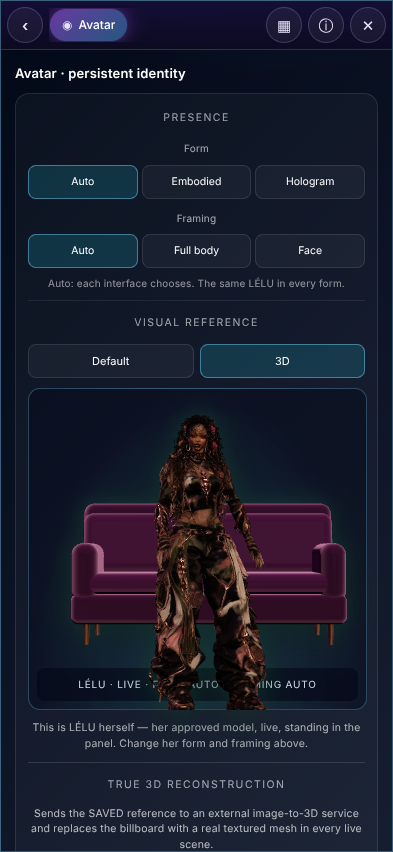 Avatar
Avatar · persistent identity
PRESENCE
Form
Auto Embodied Hologram
Framing
Auto Full body Face
Auto: each interface chooses. The same LÉLU in every form.
VISUAL REFERENCE
Default 3D
LÉLU · LIVE · AUTO AUTO
This is LÉLU herself — her approved model, live, standing in the
panel. Change her form and framing above.
TRUE 3D RECONSTRUCTION
Sends the SAVED reference to an external image-to-3D service
and replaces the billboard with a real textured mesh in every live
scene.